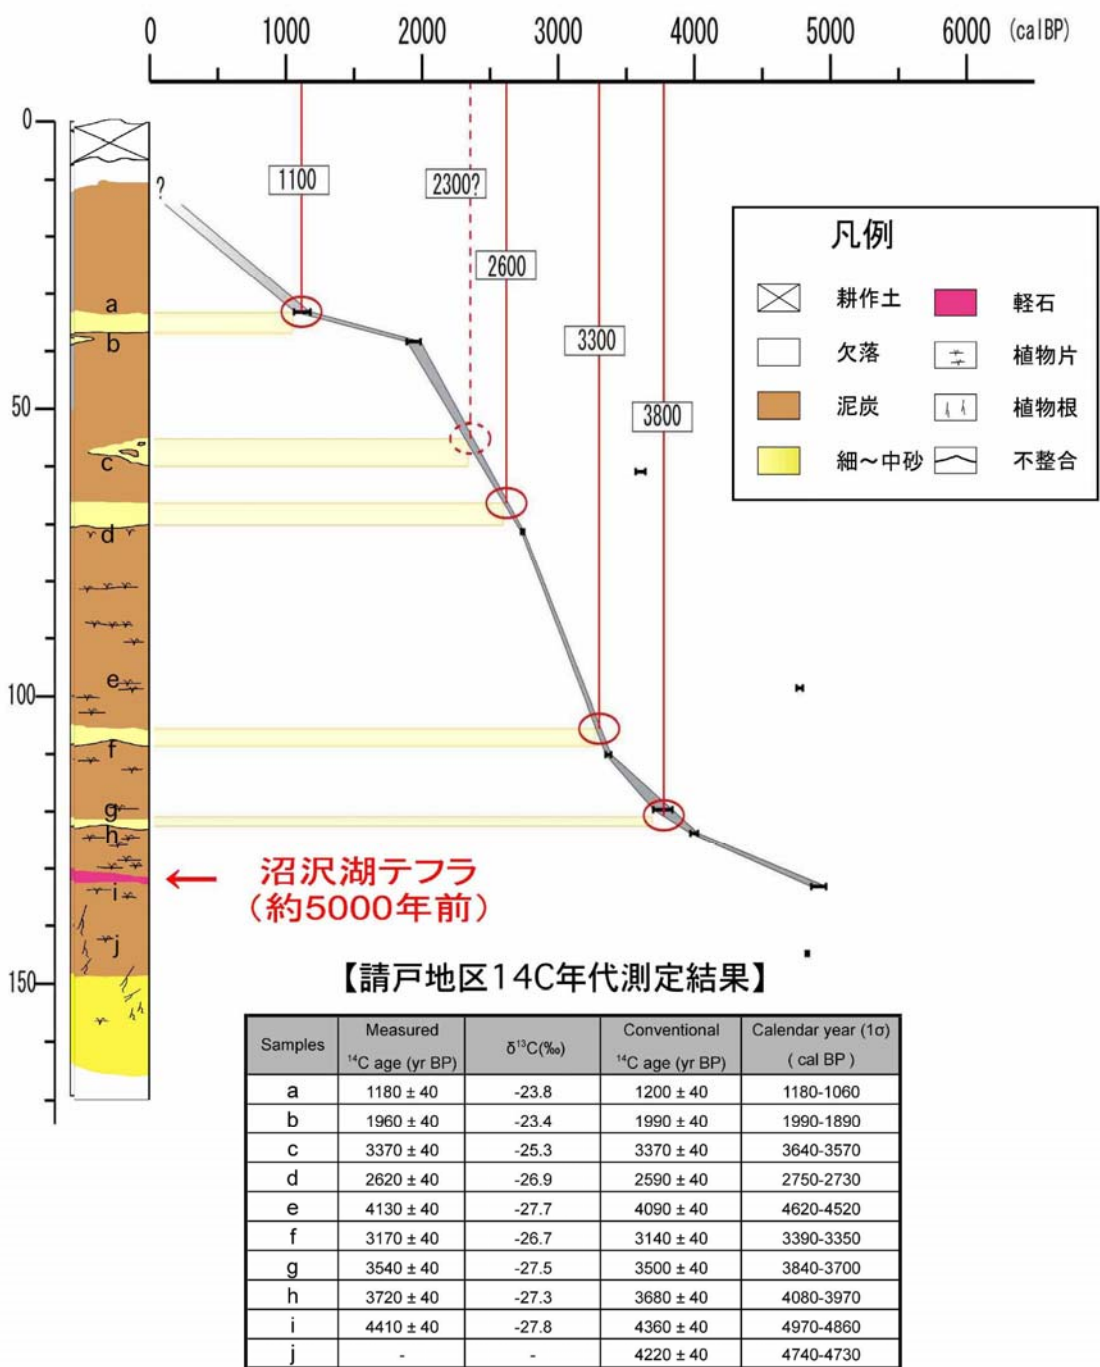 0 1000 2000 3000 4000 5000 6000 (calBP)
0
50
100
150
?
1100
2300?
2600
3300
3800
a
b
c
d
e
f
g
h
i
j
凡例
耕作土 軽石
欠落 植物片
泥炭 植物根
細～中砂 不整合
沼沢湖テフラ
(約5000年前)
【請戸地区14C年代測定結果】
Samples Measured ¹⁴C age (yr BP) δ¹³C(‰) Conventional ¹⁴C age (yr BP) Calendar year (1σ) ( cal BP )
a 1180 ± 40 -23.8 1200 ± 40 1180-1060
b 1960 ± 40 -23.4 1990 ± 40 1990-1890
c 3370 ± 40 -25.3 3370 ± 40 3640-3570
d 2620 ± 40 -26.9 2590 ± 40 2750-2730
e 4130 ± 40 -27.7 4090 ± 40 4620-4520
f 3170 ± 40 -26.7 3140 ± 40 3390-3350
g 3540 ± 40 -27.5 3500 ± 40 3840-3700
h 3720 ± 40 -27.3 3680 ± 40 4080-3970
i 4410 ± 40 -27.8 4360 ± 40 4970-4860
j - - 4220 ± 40 4740-4730